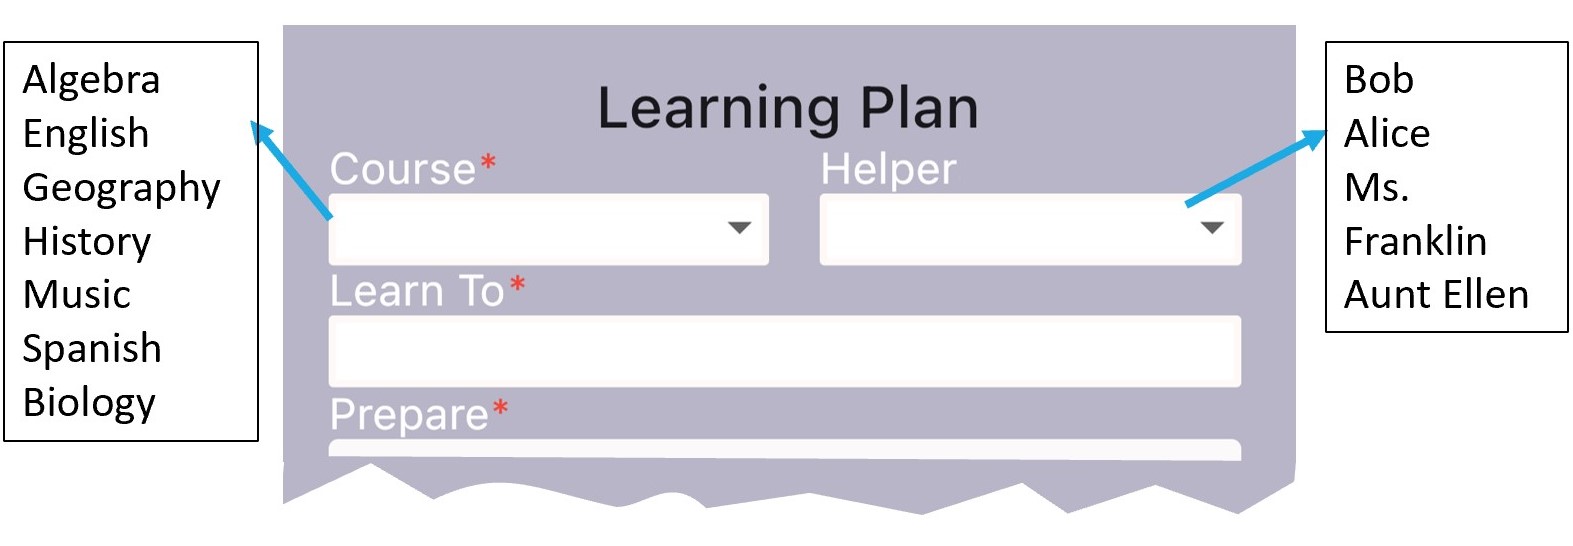 Algebra
English
Geography
History
Music
Spanish
Biology
Learning Plan
Course*
Helper
Learn To*
Prepare*
Bob
Alice
Ms.
Franklin
Aunt Ellen